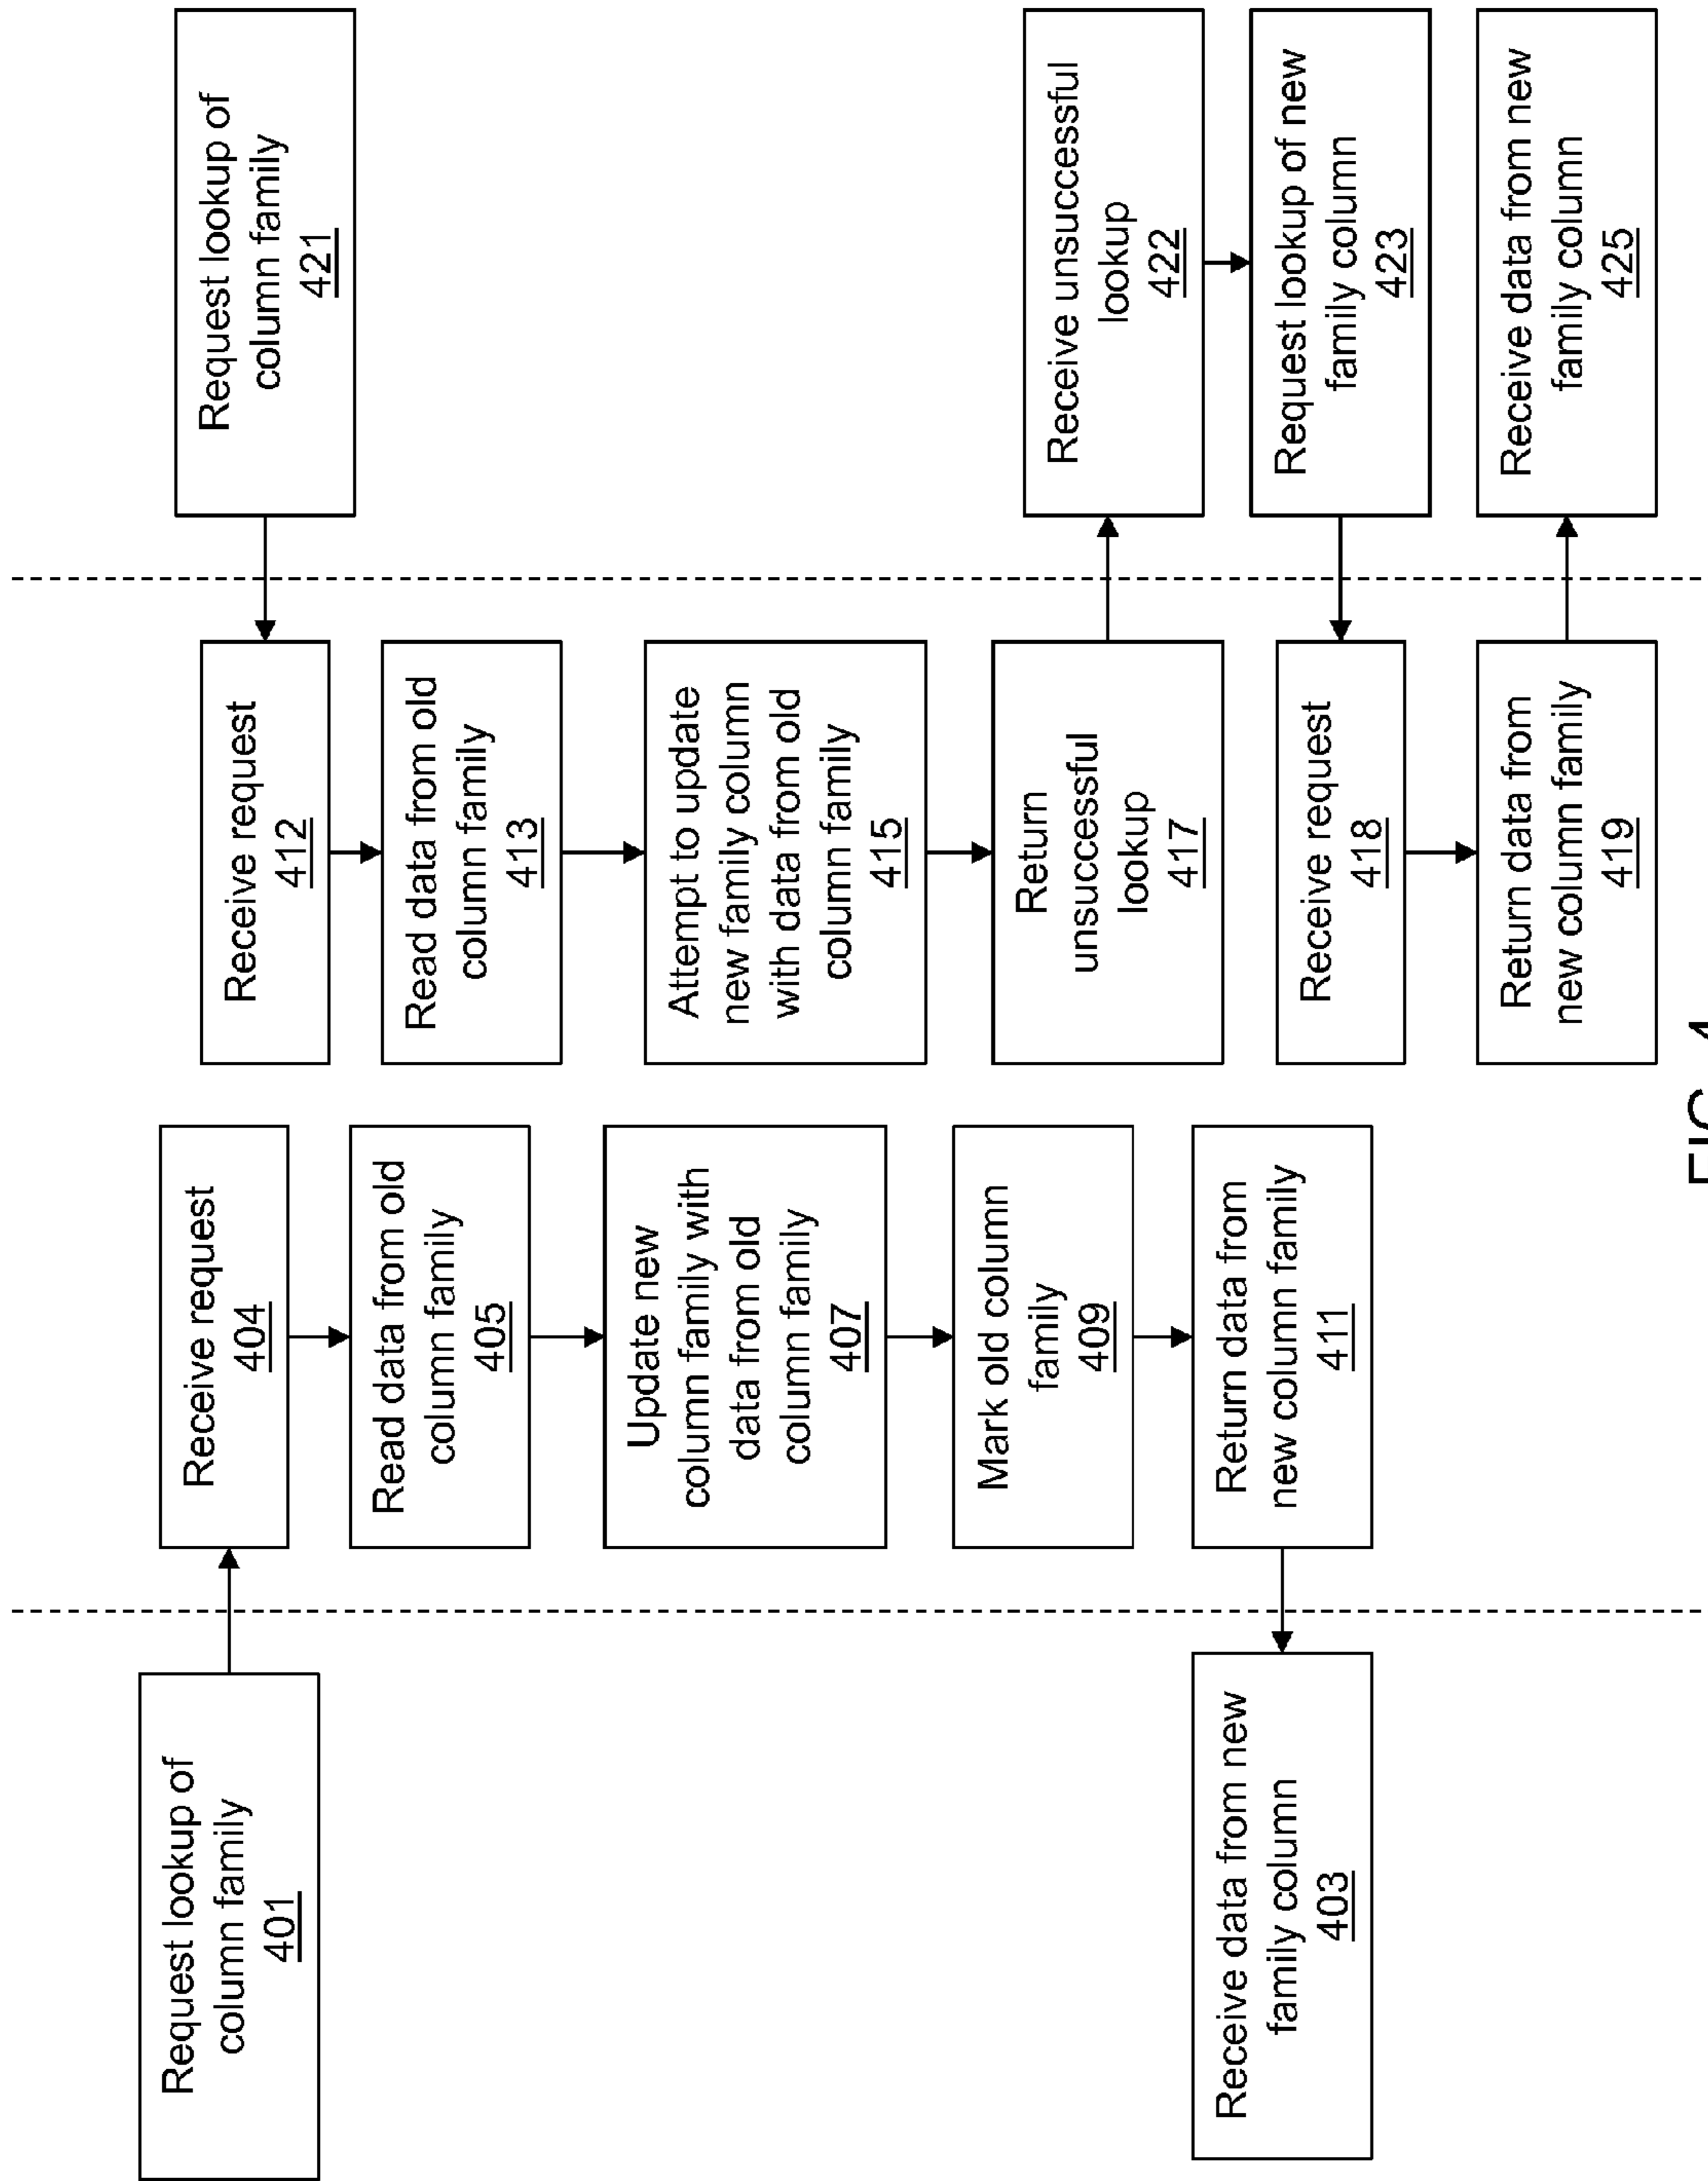 Request lookup of
column family
401
Receive data from new
family column
403
Receive request
404
Read data from old
column family
405
Update new
column family with
data from old
column family
407
Mark old column
family
409
Return data from
new column family
411
Receive request
412
Read data from old
column family
413
Attempt to update
new family column
with data from old
column family
415
Return
unsuccessful
lookup
417
Receive request
418
Return data from
new column family
419
Request lookup of
column family
421
Receive unsuccessful
lookup
422
Request lookup of new
family column
423
Receive data from new
family column
425
FIG. 4